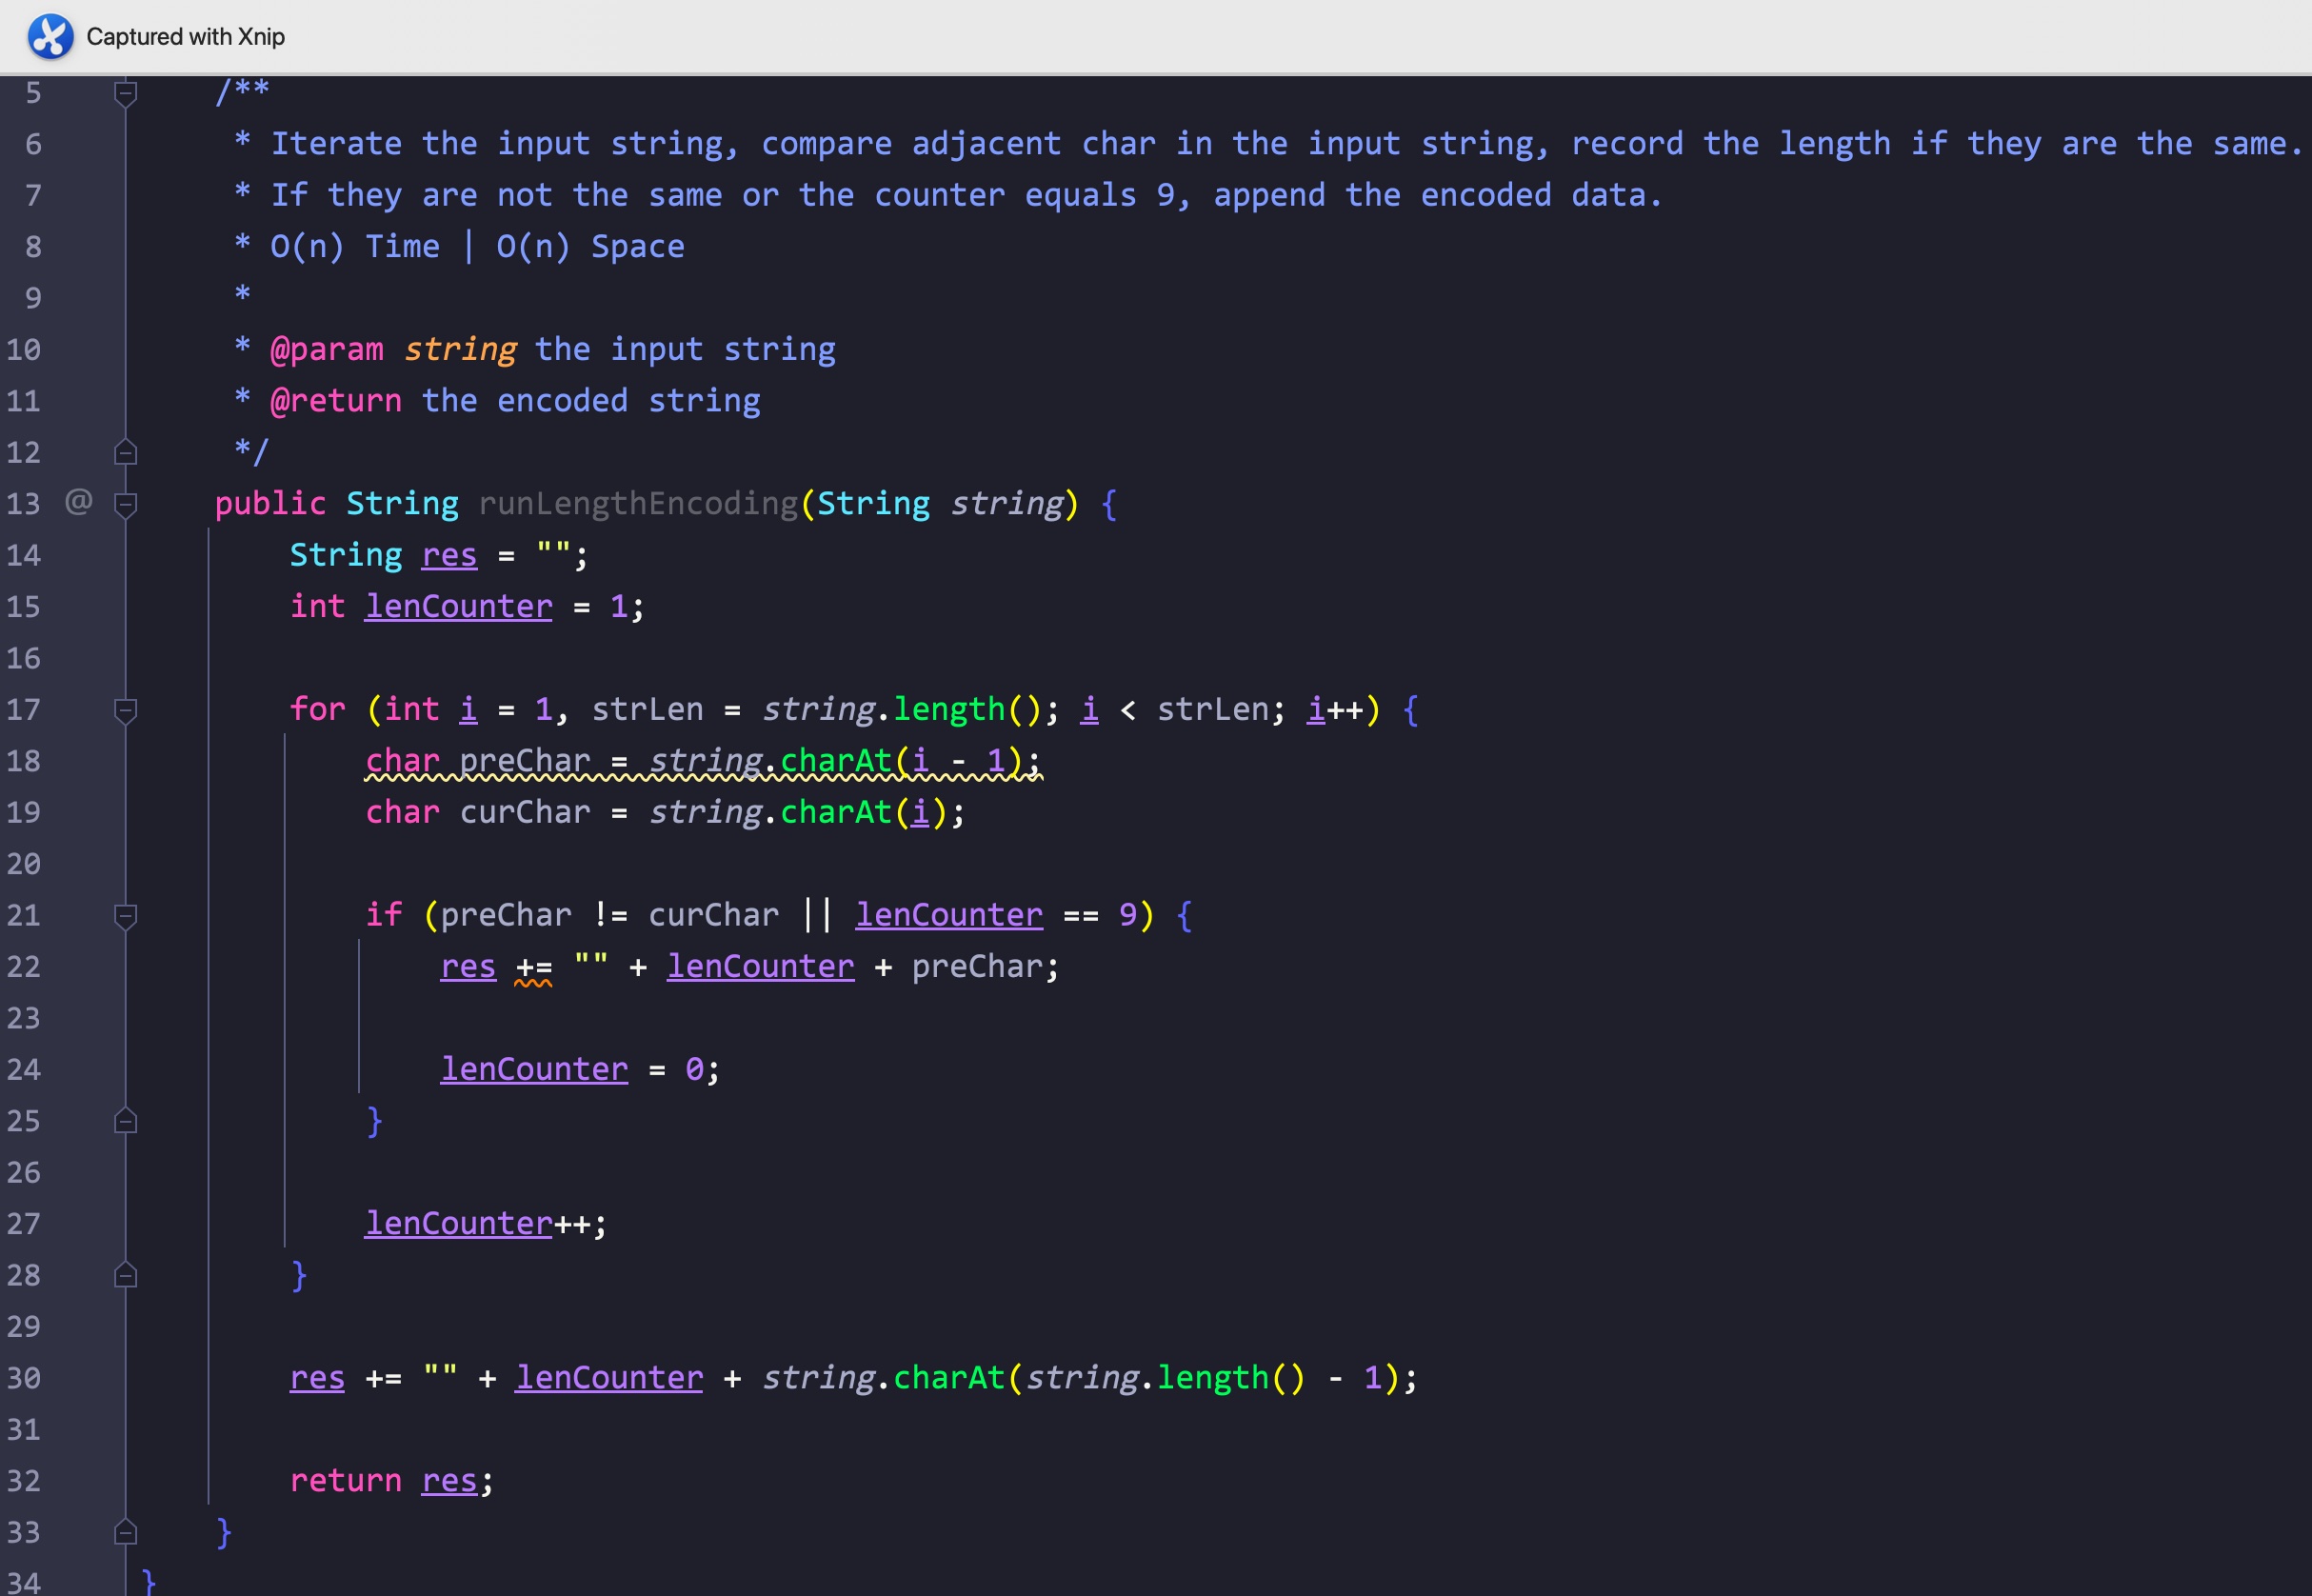 Captured with Xnip
5 /**
6 * Iterate the input string, compare adjacent char in the input string, record the length if they are the same.
7 * If they are not the same or the counter equals 9, append the encoded data.
8 * O(n) Time | O(n) Space
9 *
10 * @param string the input string
11 * @return the encoded string
12 */
13 @ public String runLengthEncoding(String string) {
14 String res = "";
15 int lenCounter = 1;
16
17 for (int i = 1, strLen = string.length(); i < strLen; i++) {
18 char preChar = string.charAt(i - 1);
19 char curChar = string.charAt(i);
20
21 if (preChar != curChar || lenCounter == 9) {
22 res += "" + lenCounter + preChar;
23
24 lenCounter = 0;
25 }
26
27 lenCounter++;
28 }
29
30 res += "" + lenCounter + string.charAt(string.length() - 1);
31
32 return res;
33 }
34 }